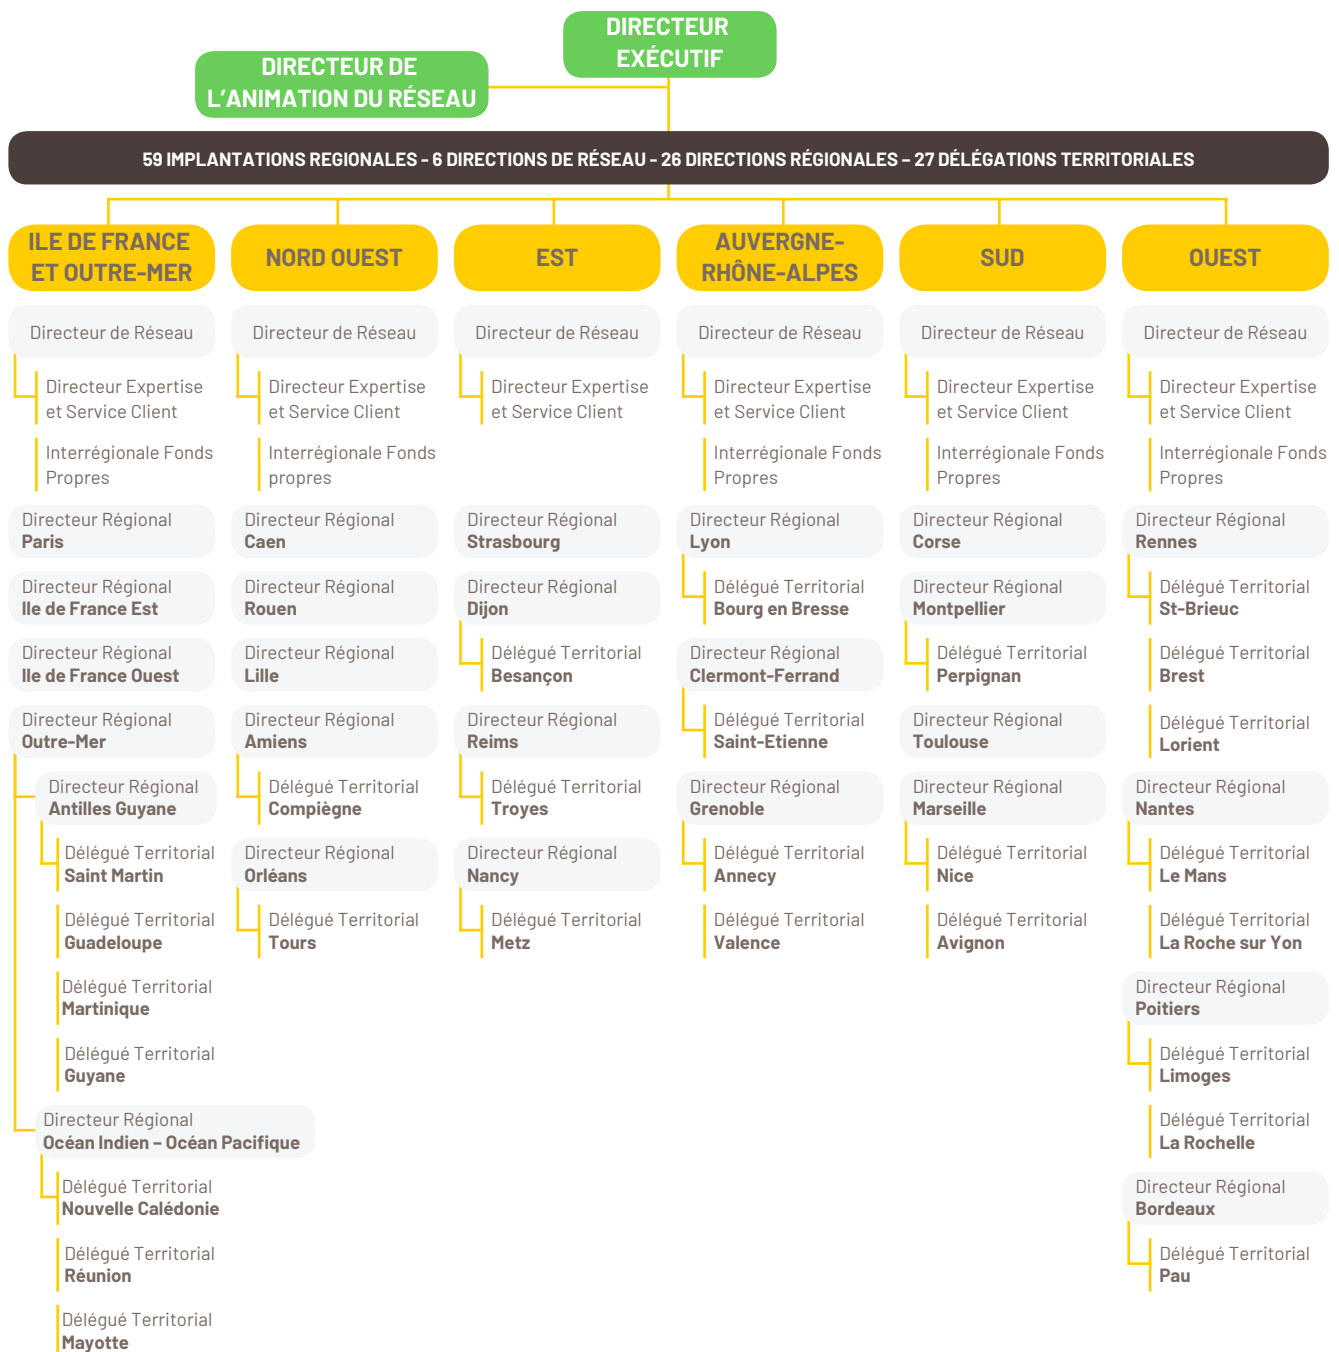 DIRECTEUR
EXÉCUTIF
DIRECTEUR DE
L'ANIMATION DU RÉSEAU
59 IMPLANTATIONS REGIONALES - 6 DIRECTIONS DE RÉSEAU - 26 DIRECTIONS RÉGIONALES – 27 DÉLÉGATIONS TERRITORIALES
ILE DE FRANCE
ET OUTRE-MER
Directeur de Réseau
Directeur Expertise
et Service Client
Interrégionale Fonds
Propres
Directeur Régional
Paris
Directeur Régional
Ile de France Est
Directeur Régional
Ile de France Ouest
Directeur Régional
Outre-Mer
Directeur Régional
Antilles Guyane
Délégué Territorial
Saint Martin
Délégué Territorial
Guadeloupe
Délégué Territorial
Martinique
Délégué Territorial
Guyane
Directeur Régional
Océan Indien – Océan Pacifique
Délégué Territorial
Nouvelle Calédonie
Délégué Territorial
Réunion
Délégué Territorial
Mayotte
NORD OUEST
Directeur de Réseau
Directeur Expertise
et Service Client
Interrégionale Fonds
propres
Directeur Régional
Caen
Directeur Régional
Rouen
Directeur Régional
Lille
Directeur Régional
Amiens
Délégué Territorial
Compiègne
Directeur Régional
Orléans
Délégué Territorial
Tours
EST
Directeur de Réseau
Directeur Expertise
et Service Client
Directeur Régional
Strasbourg
Directeur Régional
Dijon
Délégué Territorial
Besançon
Directeur Régional
Reims
Délégué Territorial
Troyes
Directeur Régional
Nancy
Délégué Territorial
Metz
AUVERGNE-
RHÔNE-ALPES
Directeur de Réseau
Directeur Expertise
et Service Client
Interrégionale Fonds
Propres
Directeur Régional
Lyon
Délégué Territorial
Bourg en Bresse
Directeur Régional
Clermont-Ferrand
Délégué Territorial
Saint-Etienne
Directeur Régional
Grenoble
Délégué Territorial
Annecy
Délégué Territorial
Valence
SUD
Directeur de Réseau
Directeur Expertise
et Service Client
Interrégionale Fonds
Propres
Directeur Régional
Corse
Directeur Régional
Montpellier
Délégué Territorial
Perpignan
Directeur Régional
Toulouse
Directeur Régional
Marseille
Délégué Territorial
Nice
Délégué Territorial
Avignon
OUEST
Directeur de Réseau
Directeur Expertise
et Service Client
Interrégionale Fonds
Propres
Directeur Régional
Rennes
Délégué Territorial
St-Brieuc
Délégué Territorial
Brest
Délégué Territorial
Lorient
Directeur Régional
Nantes
Délégué Territorial
Le Mans
Délégué Territorial
La Roche sur Yon
Directeur Régional
Poitiers
Délégué Territorial
Limoges
Délégué Territorial
La Rochelle
Directeur Régional
Bordeaux
Délégué Territorial
Pau